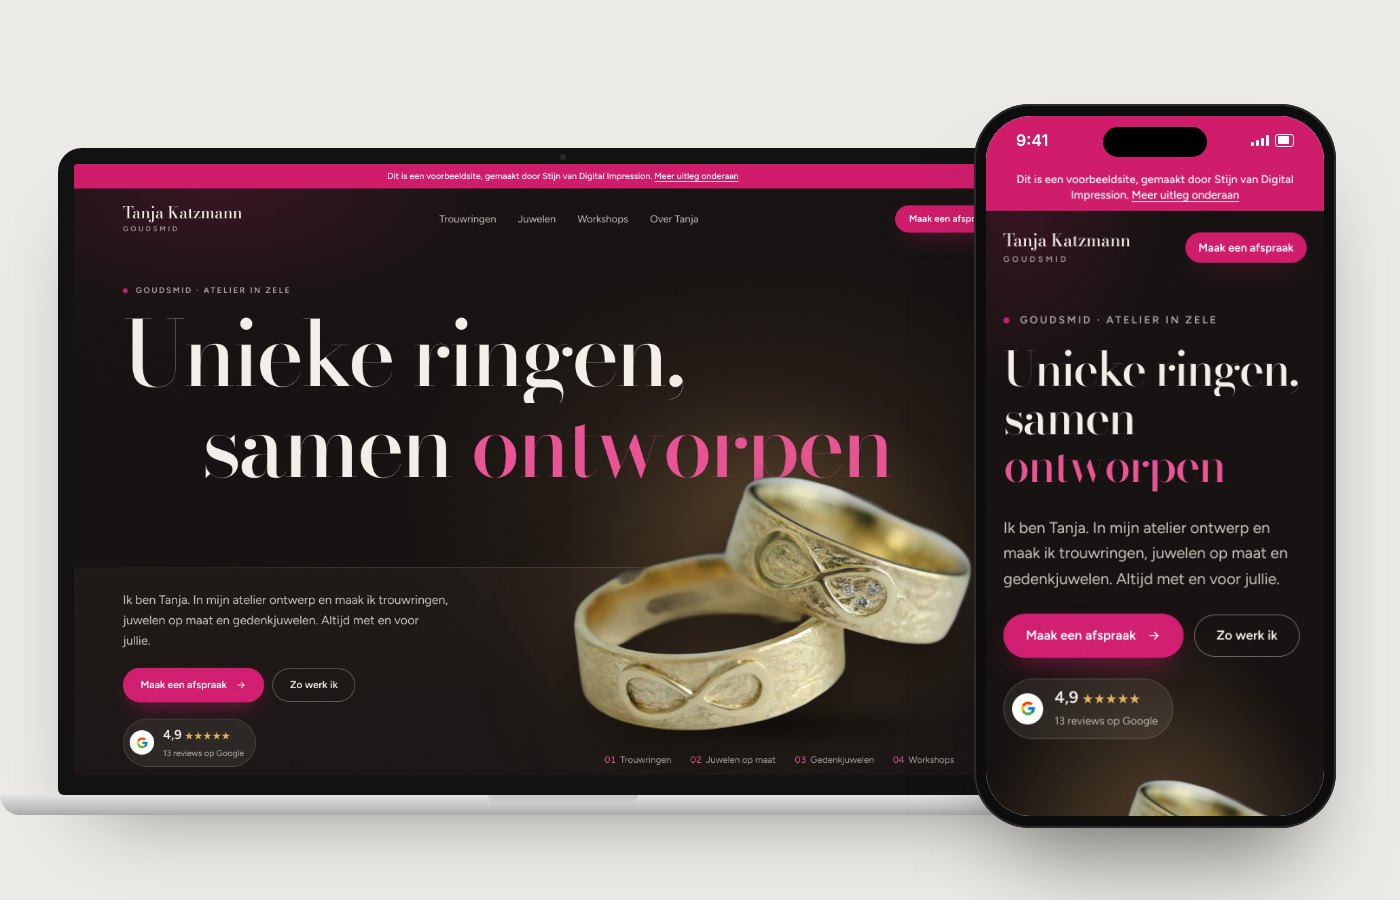 Dit is een voorbeeldsite, gemaakt door Stijn van Digital Impression. Meer uitleg onderaan
Tanja Katzmann
GOUDSMID
Trouwringen
Juwelen
Workshops
Over Tanja
Maak een afspr
GOUDSMID · ATELIER IN ZELE
Unieke ringen,
samen ontworpen
Ik ben Tanja. In mijn atelier ontwerp en maak ik trouwringen,
juwelen op maat en gedenkjuwelen. Altijd met en voor
jullie.
Maak een afspraak →
Zo werk ik
G
4,9 ★★★★★
13 reviews op Google
01 Trouwringen
02 Juwelen op maat
03 Gedenkjuwelen
04 Workshops
9:41
Dit is een voorbeeldsite, gemaakt door Stijn van Digital
Impression. Meer uitleg onderaan
Tanja Katzmann
GOUDSMID
Maak een afspraak
GOUDSMID · ATELIER IN ZELE
Unieke ringen,
samen
ontworpen
Ik ben Tanja. In mijn atelier ontwerp en
maak ik trouwringen, juwelen op maat en
gedenkjuwelen. Altijd met en voor jullie.
Maak een afspraak →
Zo werk ik
G
4,9 ★★★★★
13 reviews op Google